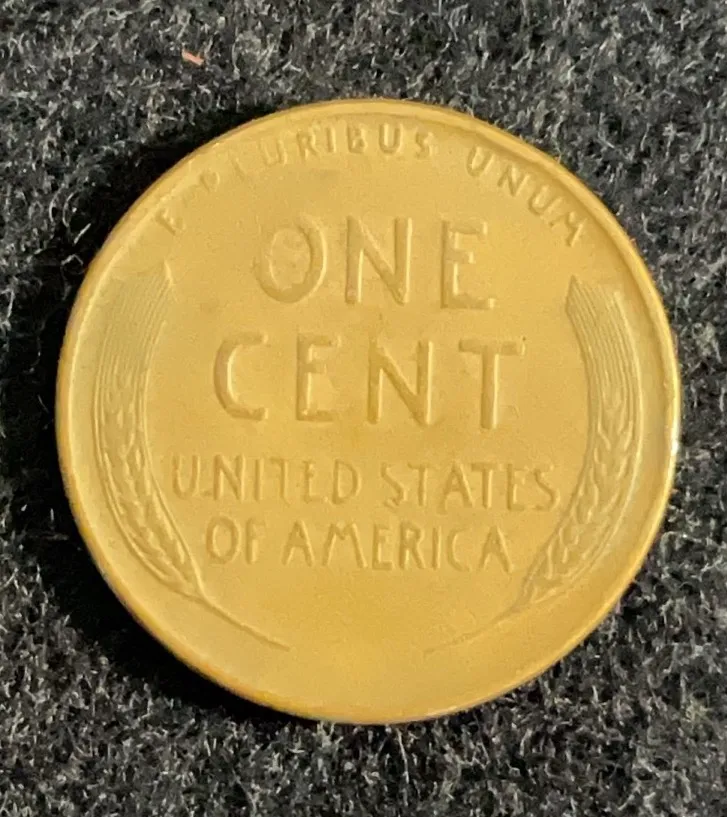 E PLURIBUS UNUM
ONE
CENT
UNITED STATES
OF AMERICA